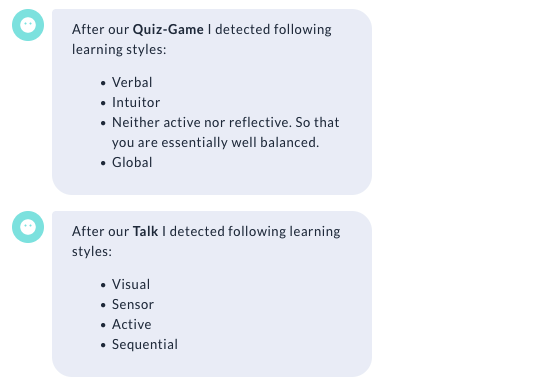 After our Quiz-Game I detected following
learning styles:
• Verbal
• Intuitor
• Neither active nor reflective. So that
you are essentially well balanced.
• Global
After our Talk I detected following learning
styles:
• Visual
• Sensor
• Active
• Sequential